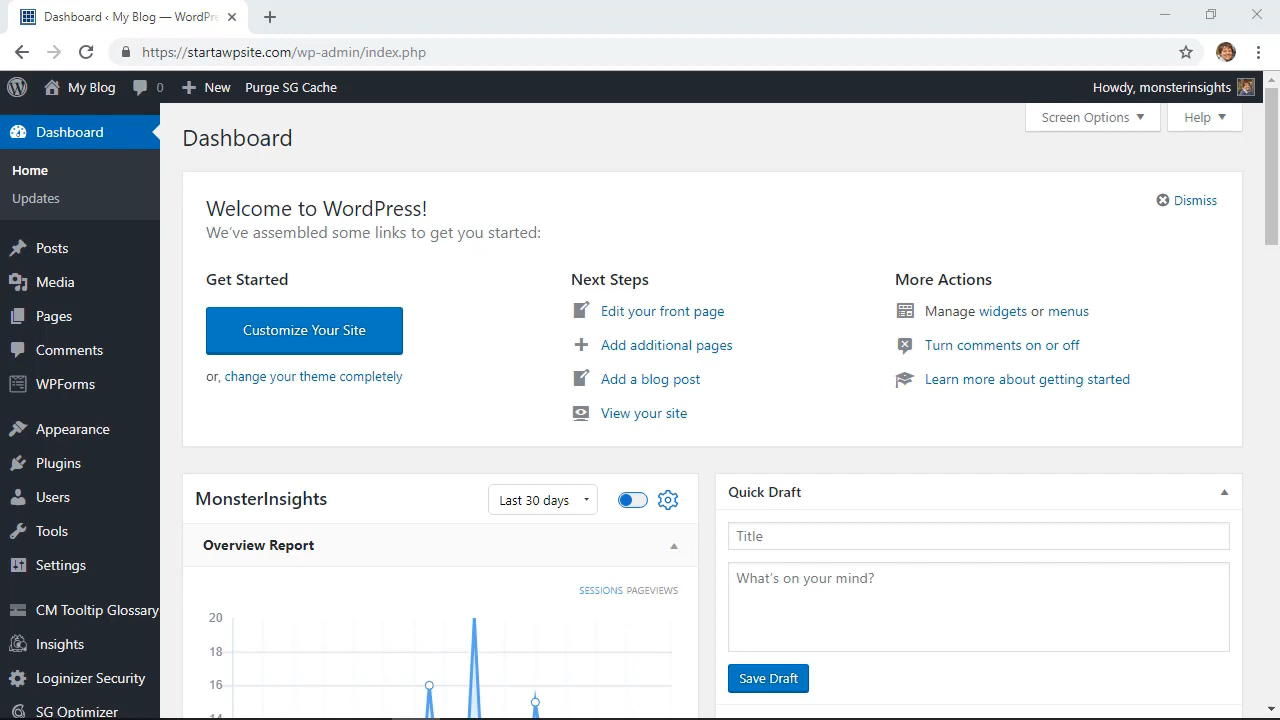 Dashboard ‹ My Blog — WordPre
https://startawpsite.com/wp-admin/index.php
My Blog 0 New Purge SG Cache Howdy, monsterinsights
Dashboard
Home
Updates
Posts
Media
Pages
Comments
WPForms
Appearance
Plugins
Users
Tools
Settings
CM Tooltip Glossary
Insights
Loginizer Security
SG Optimizer
Screen Options Help
Dashboard
Welcome to WordPress!
Dismiss
We've assembled some links to get you started:
Get Started
Customize Your Site
or, change your theme completely
Next Steps
Edit your front page
Add additional pages
Add a blog post
View your site
More Actions
Manage widgets or menus
Turn comments on or off
Learn more about getting started
MonsterInsights Last 30 days
Overview Report
SESSIONS PAGEVIEWS
20
18
16
14
Quick Draft
Title
What's on your mind?
Save Draft